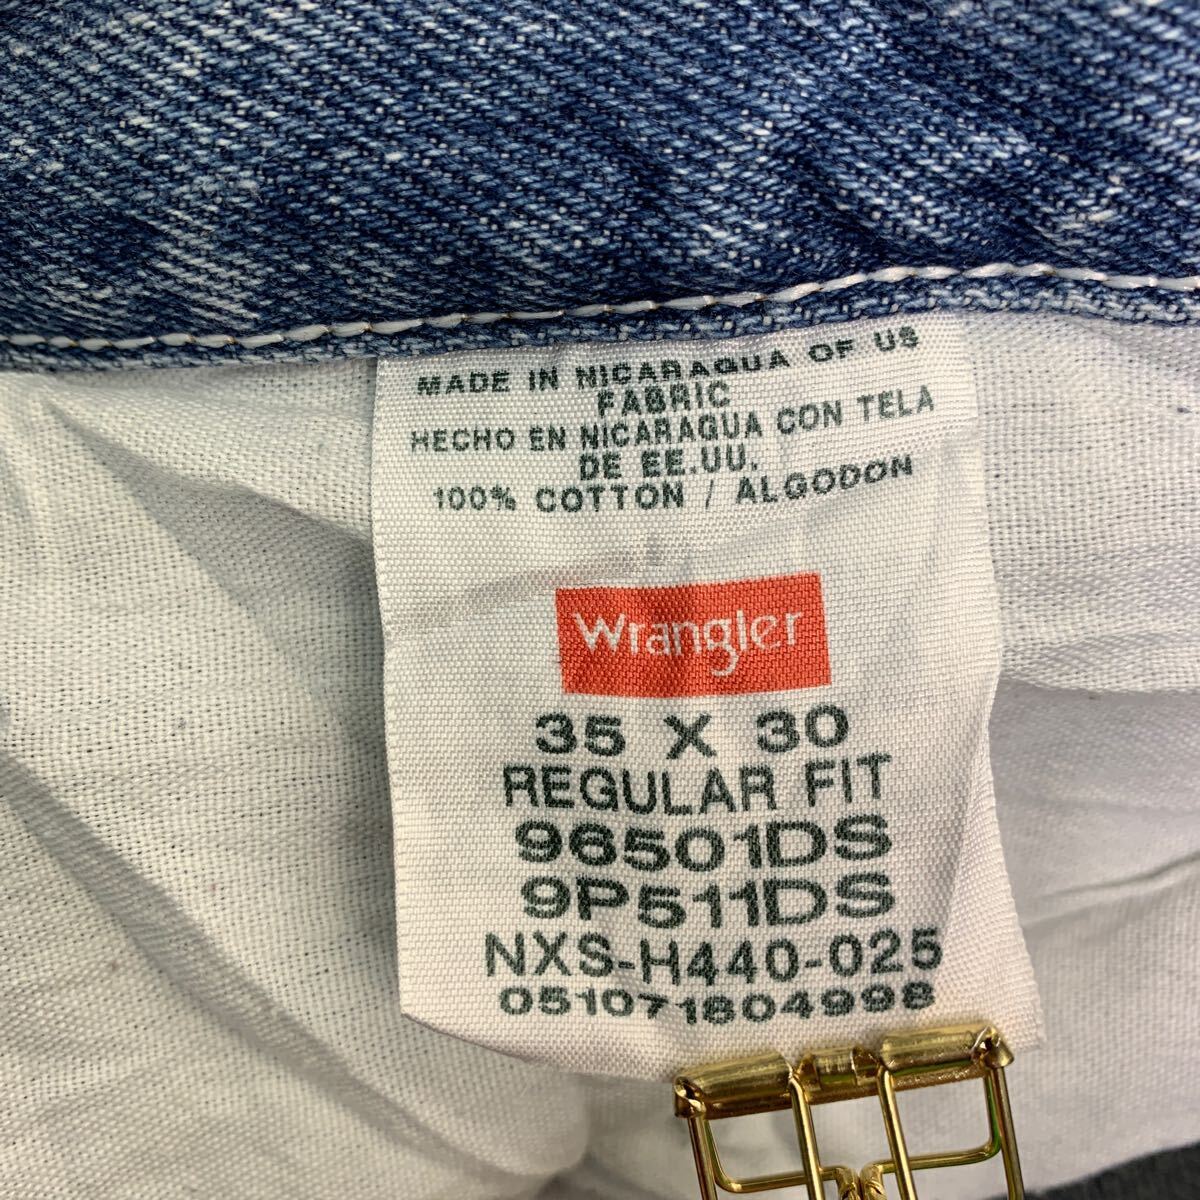 MADE IN NICARAGUA OF US
FABRIC
HECHO EN NICARAGUA CON TELA
DE EE.UU.
100% COTTON / ALGODON
Wrangler
35 X 30
REGULAR FIT
96501DS
9P511DS
NXS-H440-025
051071604998